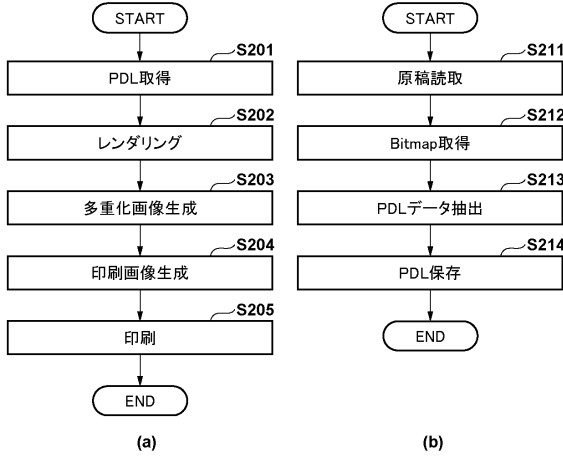 START
S201
PDL取得
S202
レンダリング
S203
多重化画像生成
S204
印刷画像生成
S205
印刷
END
(a)
START
S211
原稿読取
S212
Bitmap取得
S213
PDLデータ抽出
S214
PDL保存
END
(b)